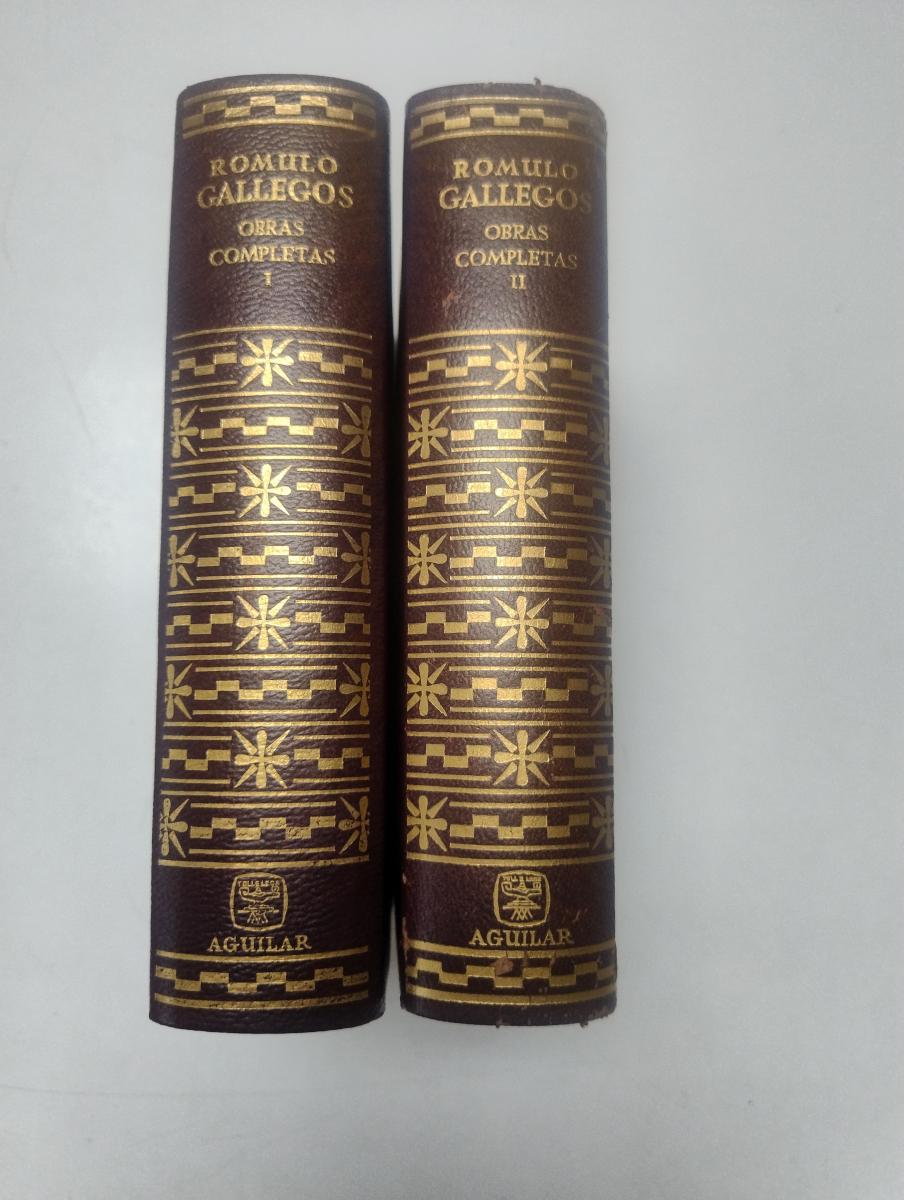 ROMULO
GALLEGOS
OBRAS
COMPLETAS
I
AGUILAR
ROMULO
GALLEGOS
OBRAS
COMPLETAS
II
AGUILAR